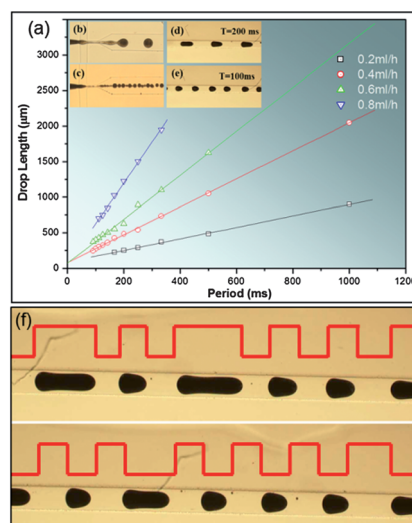 (a)
(b)
(c)
(d)
T=200 ms
(e)
T=100ms
0.2ml/h
0.4ml/h
0.6ml/h
0.8ml/h
Drop Length (µm)
3500
3000
2500
2000
1500
1000
500
0
0 200 400 600 800 1000 1200
Period (ms)
(f)